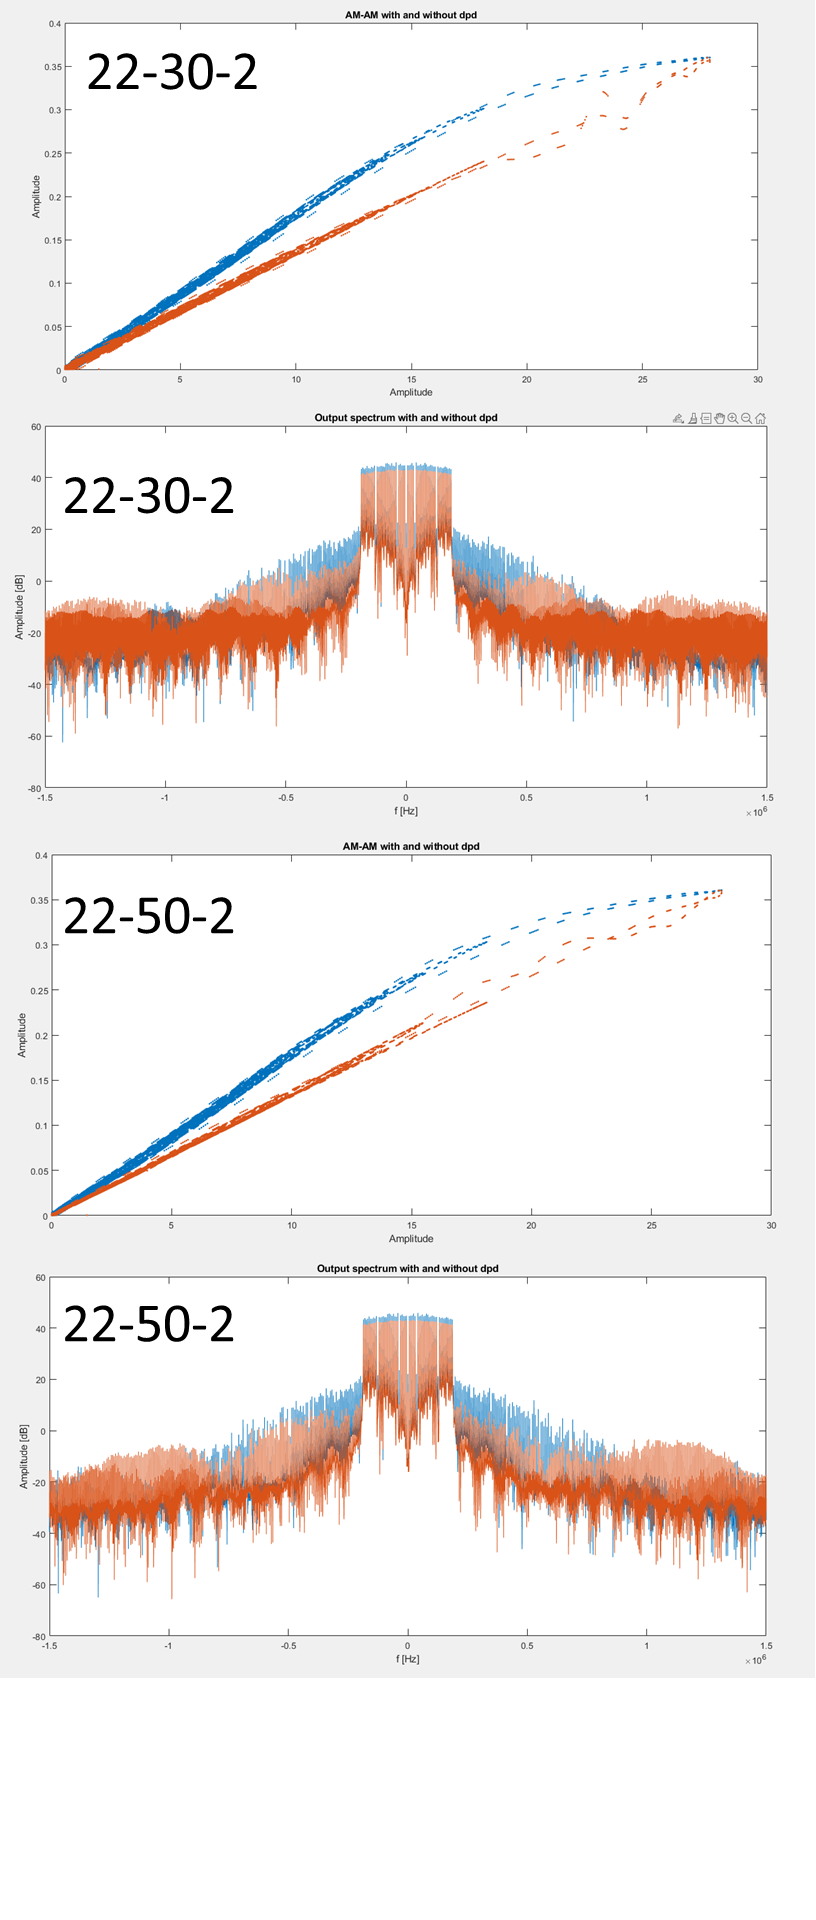 AM-AM with and without dpd
0.4
0.35
0.3
0.25
0.2
0.15
0.1
0.05
0
Amplitude
22-30-2
0 5 10 15 20 25 30
Amplitude
Output spectrum with and without dpd
60
40
20
0
-20
-40
-60
-80
Amplitude [dB]
22-30-2
-1.5 -1 -0.5 0 0.5 1 1.5
f [Hz]
×10⁶
AM-AM with and without dpd
0.4
0.35
0.3
0.25
0.2
0.15
0.1
0.05
0
Amplitude
22-50-2
0 5 10 15 20 25 30
Amplitude
Output spectrum with and without dpd
60
40
20
0
-20
-40
-60
-80
Amplitude [dB]
22-50-2
-1.5 -1 -0.5 0 0.5 1 1.5
f [Hz]
×10⁶